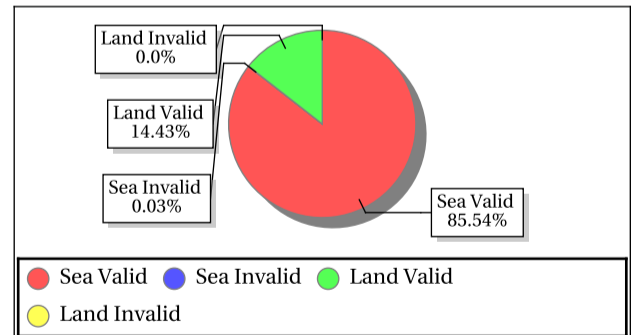 Land Invalid
0.0%
Land Valid
14.43%
Sea Invalid
0.03%
Sea Valid
85.54%
Sea Valid Sea Invalid Land Valid
Land Invalid